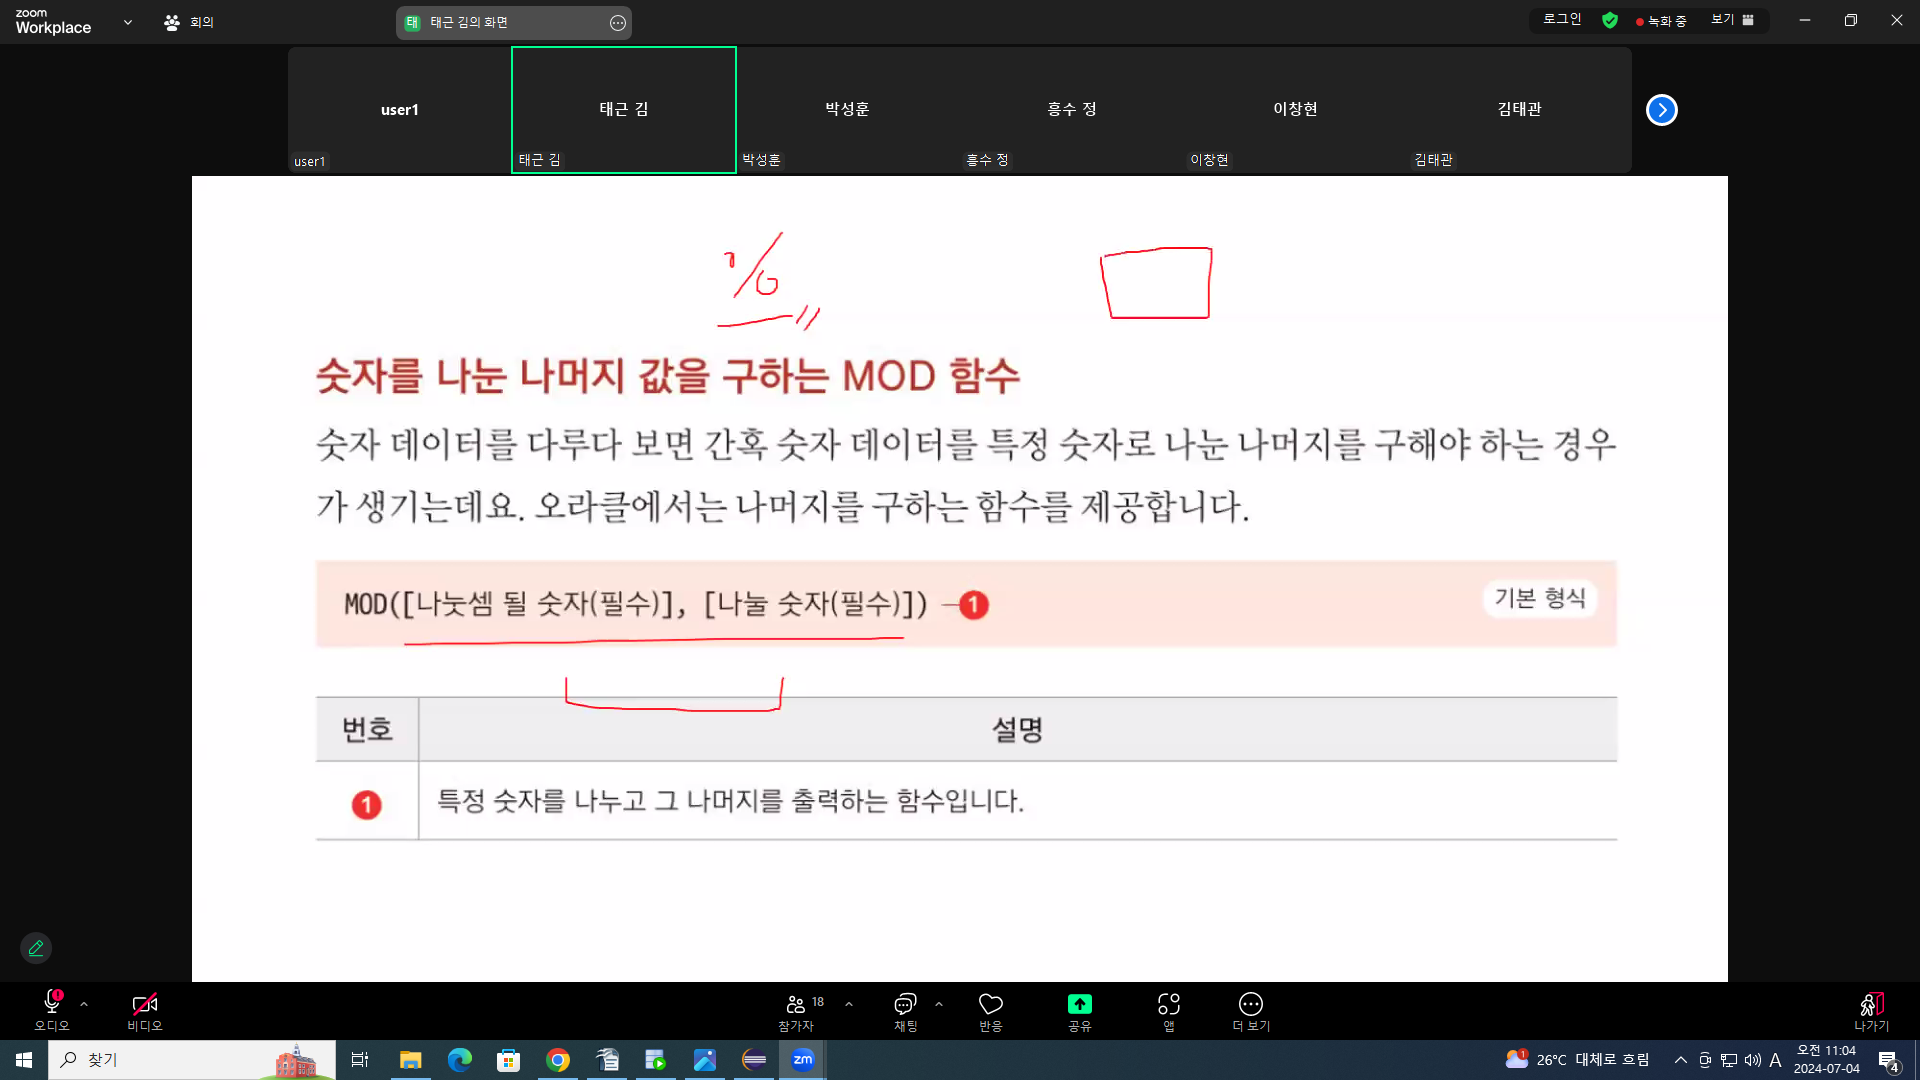 zoom
Workplace
회의
태 태근 김의 화면
로그인
녹화 중
보기
user1
태근 김
박성훈
흥수 정
이창현
김태관
user1
태근 김
박성훈
흥수 정
이창현
김태관
%
숫자를 나눈 나머지 값을 구하는 MOD 함수
숫자 데이터를 다루다 보면 간혹 숫자 데이터를 특정 숫자로 나눈 나머지를 구해야 하는 경우
가 생기는데요. 오라클에서는 나머지를 구하는 함수를 제공합니다.
MOD([나눗셈 될 숫자(필수)], [나눌 숫자(필수)]) 1
기본 형식
번호 설명
1 특정 숫자를 나누고 그 나머지를 출력하는 함수입니다.
오디오
비디오
18
참가자
채팅
반응
공유
앱
더 보기
나가기
찾기
zm
1
26°C 대체로 흐림
A
오전 11:04
2024-07-04
4